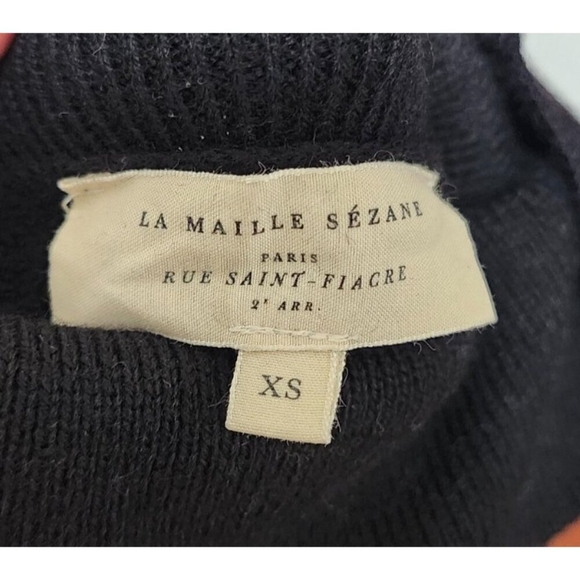 LA MAILLE SÉZANE
PARIS
RUE SAINT-FIACRE
2ᵉ ARR.
XS